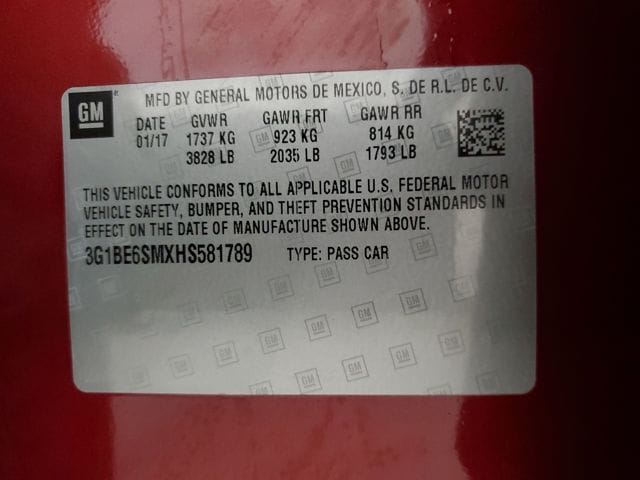 GM
MFD BY GENERAL MOTORS DE MEXICO, S. DE R.L. DE C.V.
DATE GVWR GAWR FRT GAWR RR
01/17 1737 KG 923 KG 814 KG
3828 LB 2035 LB 1793 LB
THIS VEHICLE CONFORMS TO ALL APPLICABLE U.S. FEDERAL MOTOR
VEHICLE SAFETY, BUMPER, AND THEFT PREVENTION STANDARDS IN
EFFECT ON THE DATE OF MANUFACTURE SHOWN ABOVE.
3G1BE6SMXHS581789 TYPE: PASS CAR